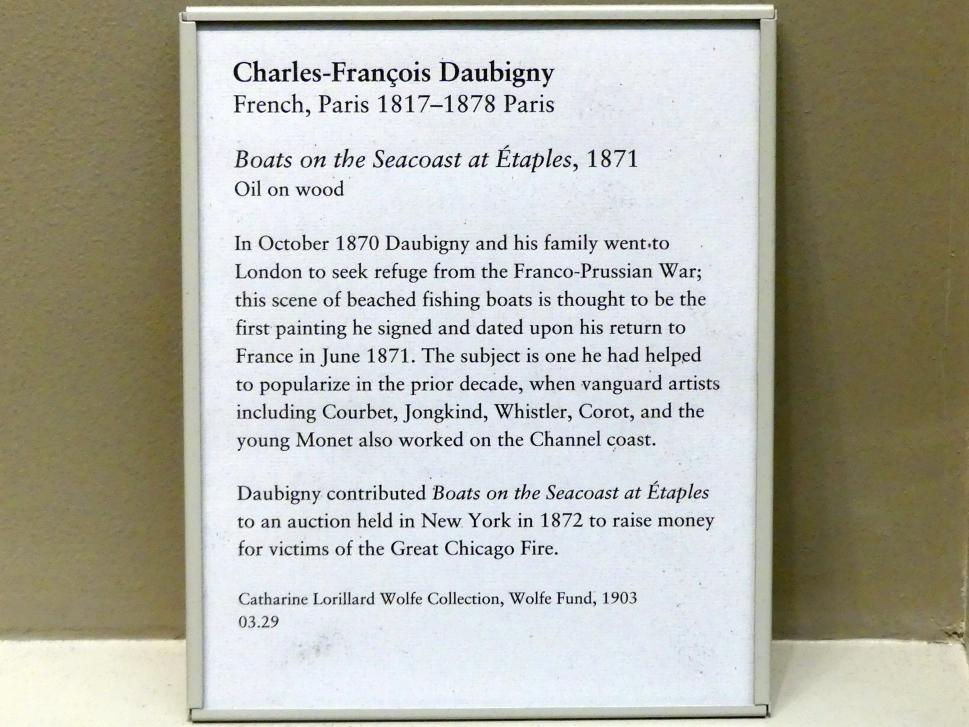 Charles-François Daubigny
French, Paris 1817–1878 Paris
Boats on the Seacoast at Étaples, 1871
Oil on wood
In October 1870 Daubigny and his family went to
London to seek refuge from the Franco-Prussian War;
this scene of beached fishing boats is thought to be the
first painting he signed and dated upon his return to
France in June 1871. The subject is one he had helped
to popularize in the prior decade, when vanguard artists
including Courbet, Jongkind, Whistler, Corot, and the
young Monet also worked on the Channel coast.
Daubigny contributed Boats on the Seacoast at Étaples
to an auction held in New York in 1872 to raise money
for victims of the Great Chicago Fire.
Catharine Lorillard Wolfe Collection, Wolfe Fund, 1903
03.29